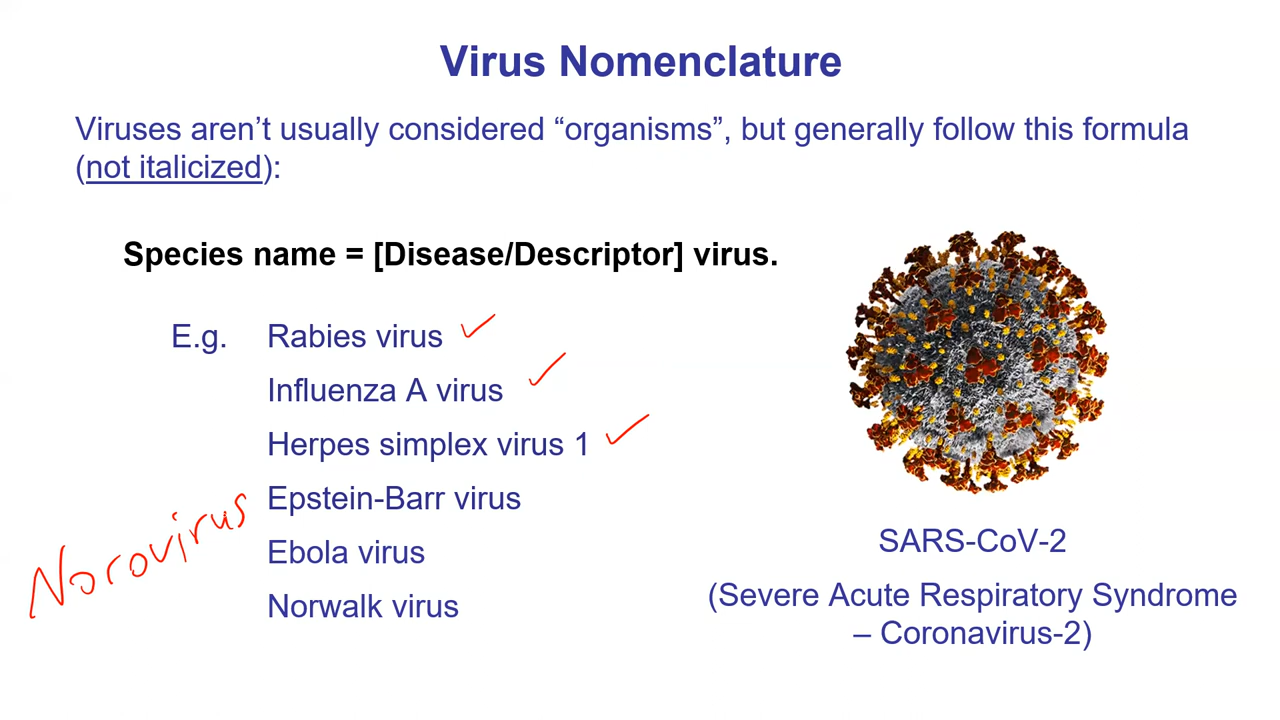 Virus Nomenclature
Viruses aren’t usually considered “organisms”, but generally follow this formula
(not italicized):
Species name = [Disease/Descriptor] virus.
E.g. Rabies virus
Influenza A virus
Herpes simplex virus 1
Epstein-Barr virus
Ebola virus
Norwalk virus
Norovirus
SARS-CoV-2
(Severe Acute Respiratory Syndrome
– Coronavirus-2)